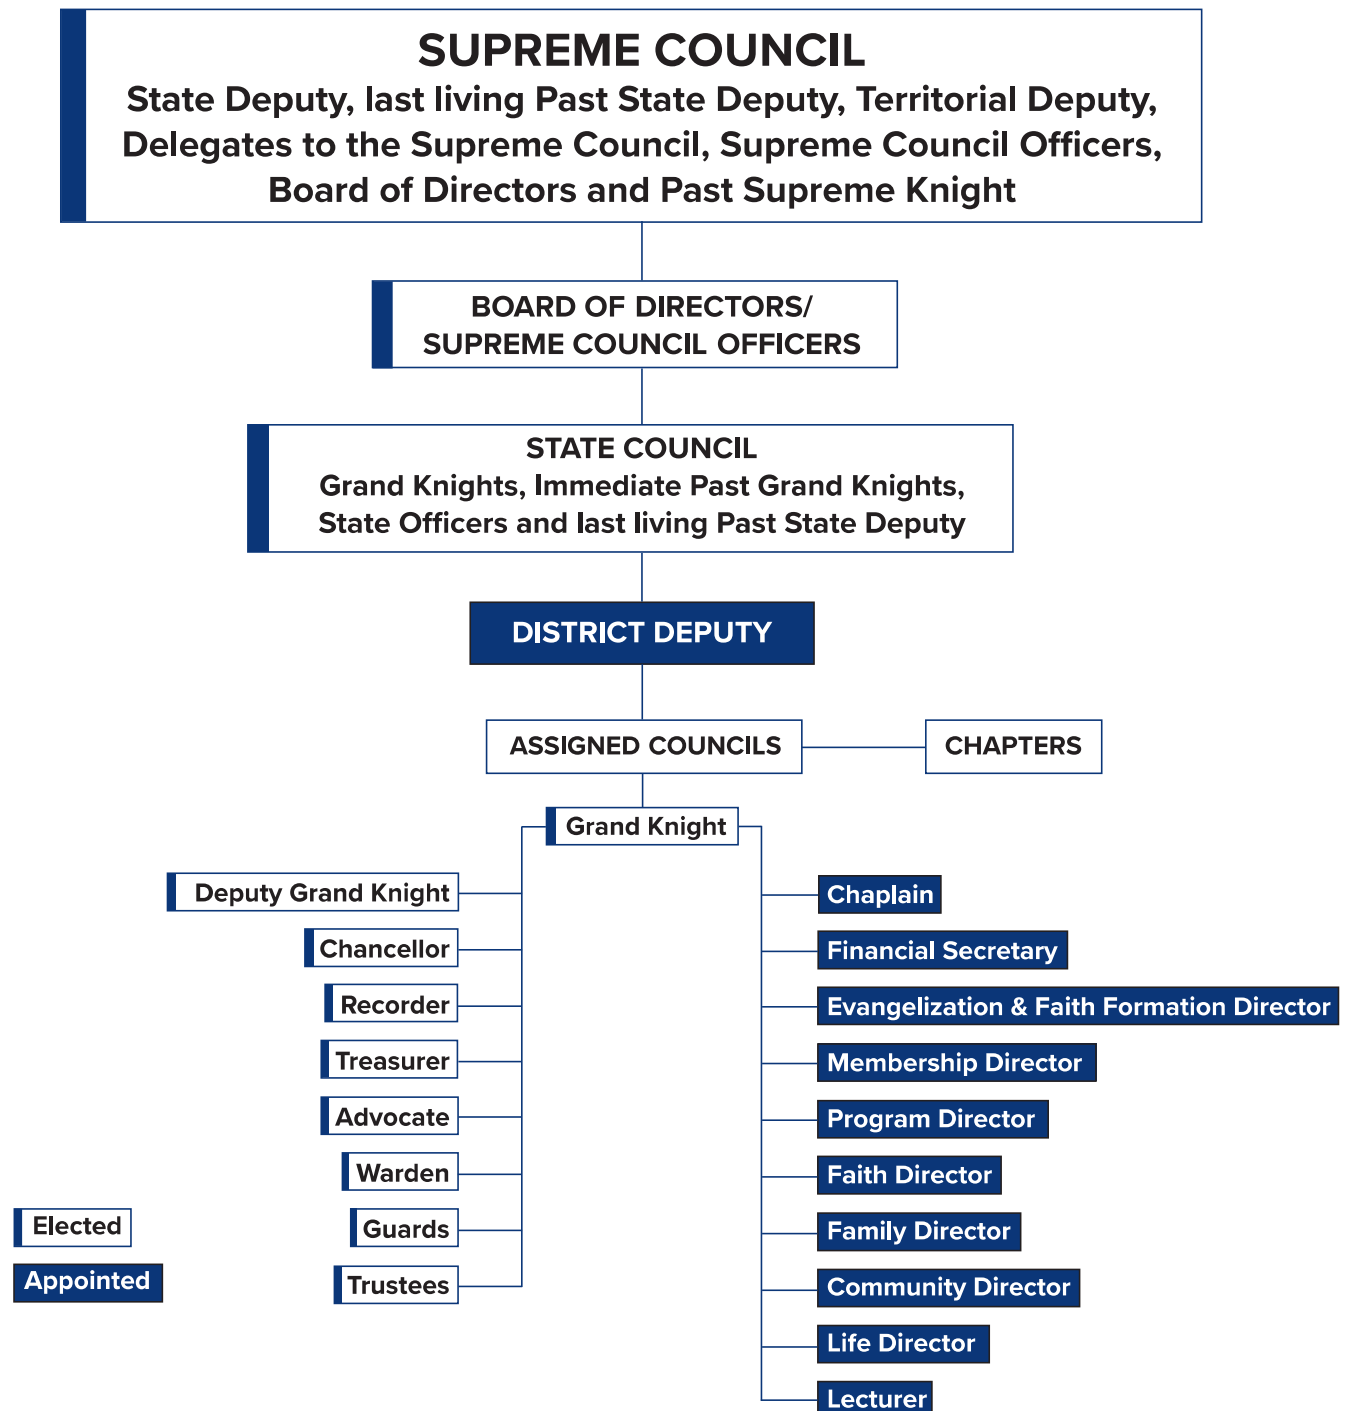 SUPREME COUNCIL
State Deputy, last living Past State Deputy, Territorial Deputy,
Delegates to the Supreme Council, Supreme Council Officers,
Board of Directors and Past Supreme Knight
BOARD OF DIRECTORS/
SUPREME COUNCIL OFFICERS
STATE COUNCIL
Grand Knights, Immediate Past Grand Knights,
State Officers and last living Past State Deputy
DISTRICT DEPUTY
ASSIGNED COUNCILS
CHAPTERS
Grand Knight
Deputy Grand Knight
Chancellor
Recorder
Treasurer
Advocate
Warden
Guards
Trustees
Chaplain
Financial Secretary
Evangelization & Faith Formation Director
Membership Director
Program Director
Faith Director
Family Director
Community Director
Life Director
Lecturer
Elected
Appointed